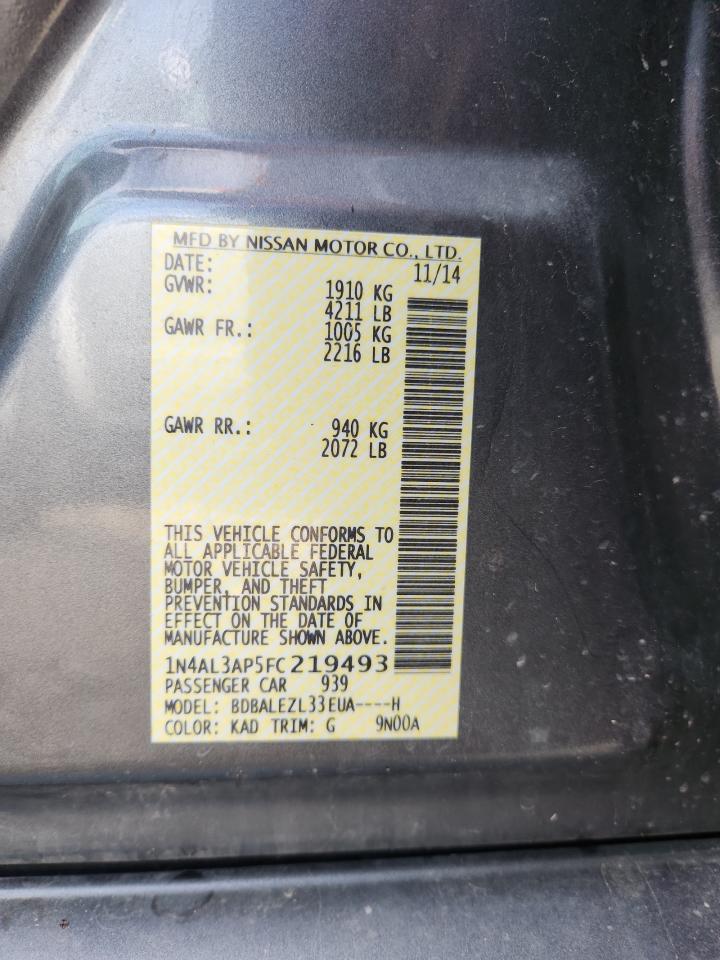 MFD BY NISSAN MOTOR CO., LTD.
DATE: 11/14
GVWR: 1910 KG
4211 LB
GAWR FR.: 1005 KG
2216 LB
GAWR RR.: 940 KG
2072 LB
THIS VEHICLE CONFORMS TO
ALL APPLICABLE FEDERAL
MOTOR VEHICLE SAFETY,
BUMPER, AND THEFT
PREVENTION STANDARDS IN
EFFECT ON THE DATE OF
MANUFACTURE SHOWN ABOVE.
1N4AL3AP5FC219493
PASSENGER CAR 939
MODEL: BDBALEZL33EUA----H
COLOR: KAD TRIM: G 9N00A